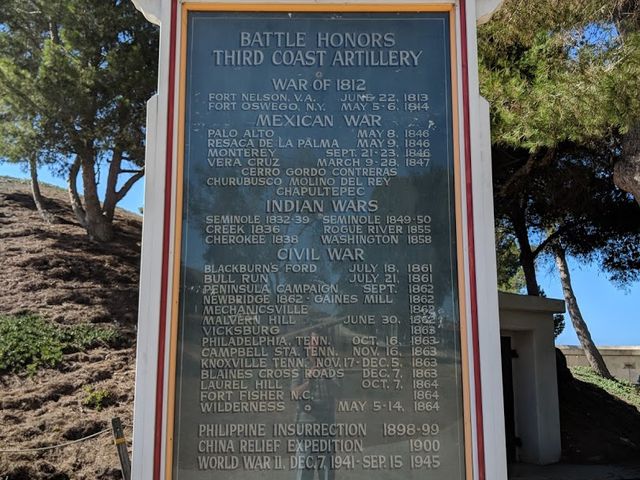 BATTLE HONORS
THIRD COAST ARTILLERY
WAR OF 1812
FORT NELSON, V.A. JUNE 22, 1813
FORT OSWEGO, N.Y. MAY 5-6, 1814
MEXICAN WAR
PALO ALTO MAY 8, 1846
RESACA DE LA PALMA MAY 9, 1846
MONTEREY SEPT. 21-23, 1846
VERA CRUZ MARCH 9-28, 1847
CERRO GORDO CONTRERAS
CHURUBUSCO MOLINO DEL REY
CHAPULTEPEC
INDIAN WARS
SEMINOLE 1832-39 SEMINOLE 1849-50
CREEK 1836 ROGUE RIVER 1855
CHEROKEE 1838 WASHINGTON 1858
CIVIL WAR
BLACKBURN'S FORD JULY 18, 1861
BULL RUN JULY 21, 1861
PENINSULA CAMPAIGN SEPT. 1862
NEWBRIDGE 1862 - GAINES MILL 1862
MECHANICSVILLE 1862
MALVERN HILL JUNE 30, 1862
VICKSBURG 1863
PHILADELPHIA, TENN. OCT. 16, 1863
CAMPBELL STA. TENN. NOV. 16, 1863
KNOXVILLE TENN. NOV. 17-DEC. 5, 1863
BLAINES CROSS ROADS DEC. 7, 1863
LAUREL HILL OCT. 7, 1864
FORT FISHER N.C. 1864
WILDERNESS MAY 5-14, 1864
PHILIPPINE INSURRECTION 1898-99
CHINA RELIEF EXPEDITION 1900
WORLD WAR II, DEC. 7, 1941-SEP. 15 1945